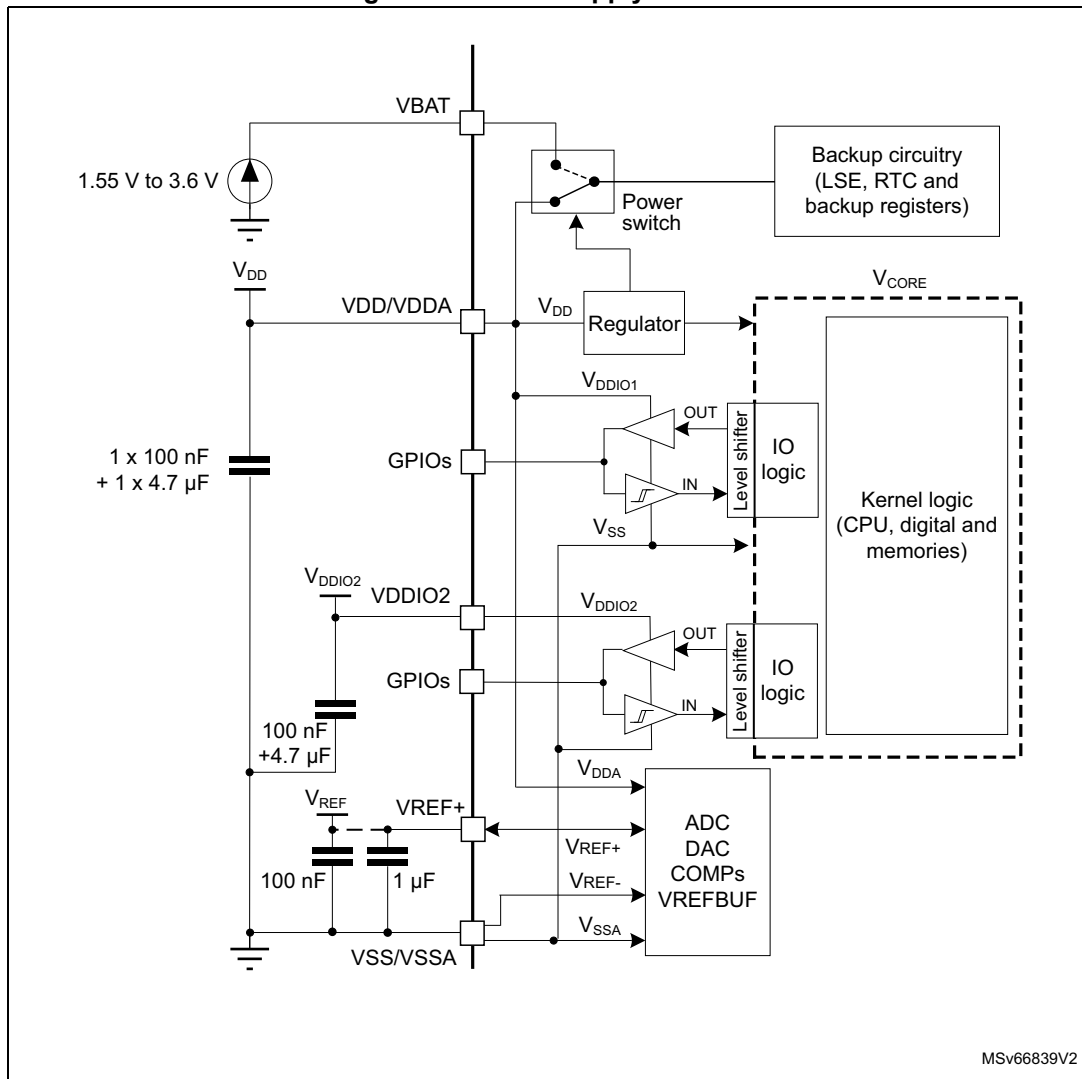 VBAT
1.55 V to 3.6 V
Power
switch
Backup circuitry
(LSE, RTC and
backup registers)
VDD
VDD/VDDA
VDD
Regulator
VCORE
VDDIO1
OUT
1 x 100 nF
+ 1 x 4.7 µF
GPIOs
IN
Level shifter
IO
logic
Kernel logic
(CPU, digital and
memories)
VSS
VDDIO2
VDDIO2
VDDIO2
OUT
GPIOs
IN
Level shifter
IO
logic
100 nF
+4.7 µF
VDDA
VREF
VREF+
VREF+
ADC
DAC
COMPs
VREFBUF
100 nF
1 µF
VREF-
VSSA
VSS/VSSA
MSv66839V2